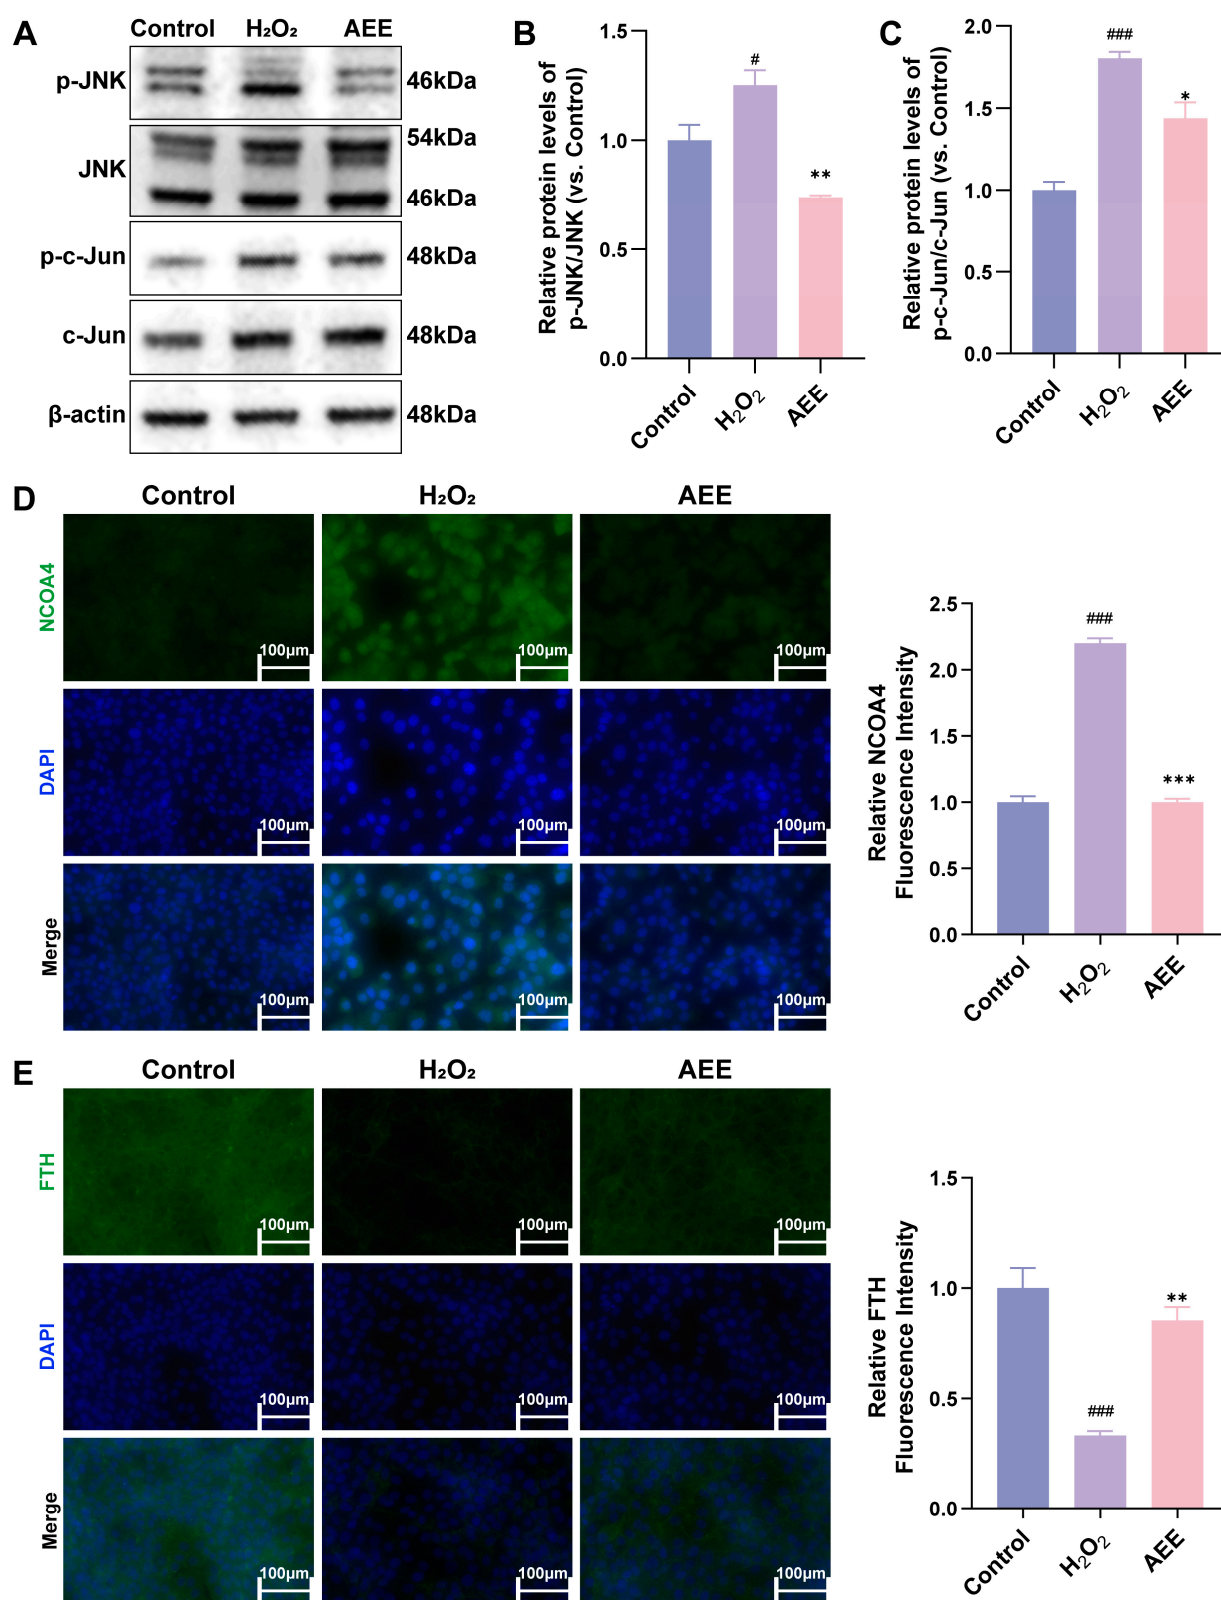 A
Control H₂O₂ AEE
p-JNK 46kDa
54kDa
JNK
46kDa
p-c-Jun 48kDa
c-Jun 48kDa
β-actin 48kDa
B
Relative protein levels of
p-JNK/JNK (vs. Control)
1.5
1.0
0.5
0.0
#
**
Control H₂O₂ AEE
C
Relative protein levels of
p-c-Jun/c-Jun (vs. Control)
2.0
1.5
1.0
0.5
0.0
###
*
Control H₂O₂ AEE
D
Control H₂O₂ AEE
NCOA4
100μm 100μm 100μm
DAPI
100μm 100μm 100μm
Merge
100μm 100μm 100μm
Relative NCOA4
Fluorescence Intensity
2.5
2.0
1.5
1.0
0.5
0.0
###
***
Control H₂O₂ AEE
E
Control H₂O₂ AEE
FTH
100μm 100μm 100μm
DAPI
100μm 100μm 100μm
Merge
100μm 100μm 100μm
Relative FTH
Fluorescence Intensity
1.5
1.0
0.5
0.0
###
**
Control H₂O₂ AEE